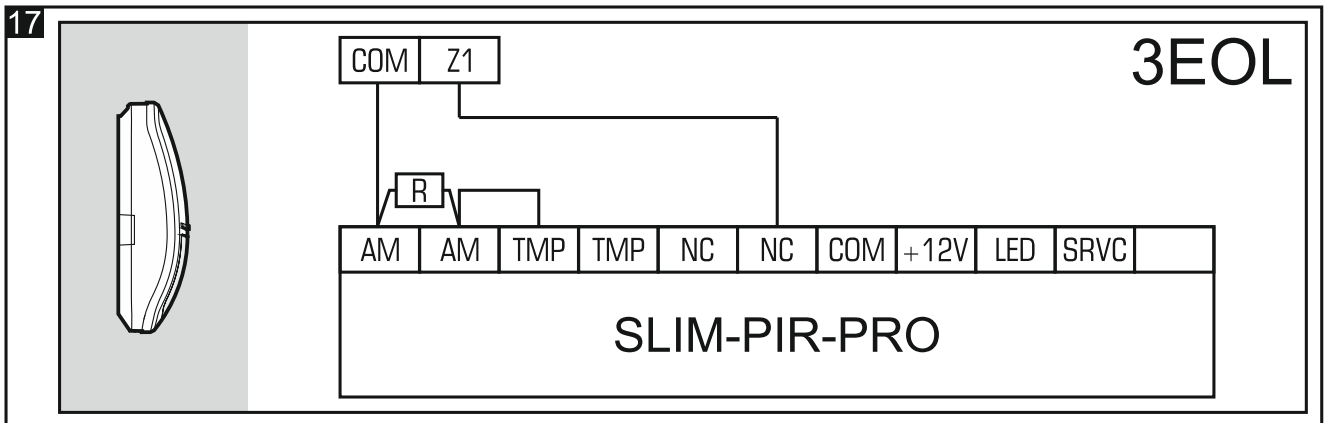 17
3EOL
COM Z1
R
AM AM TMP TMP NC NC COM +12V LED SRVC
SLIM-PIR-PRO